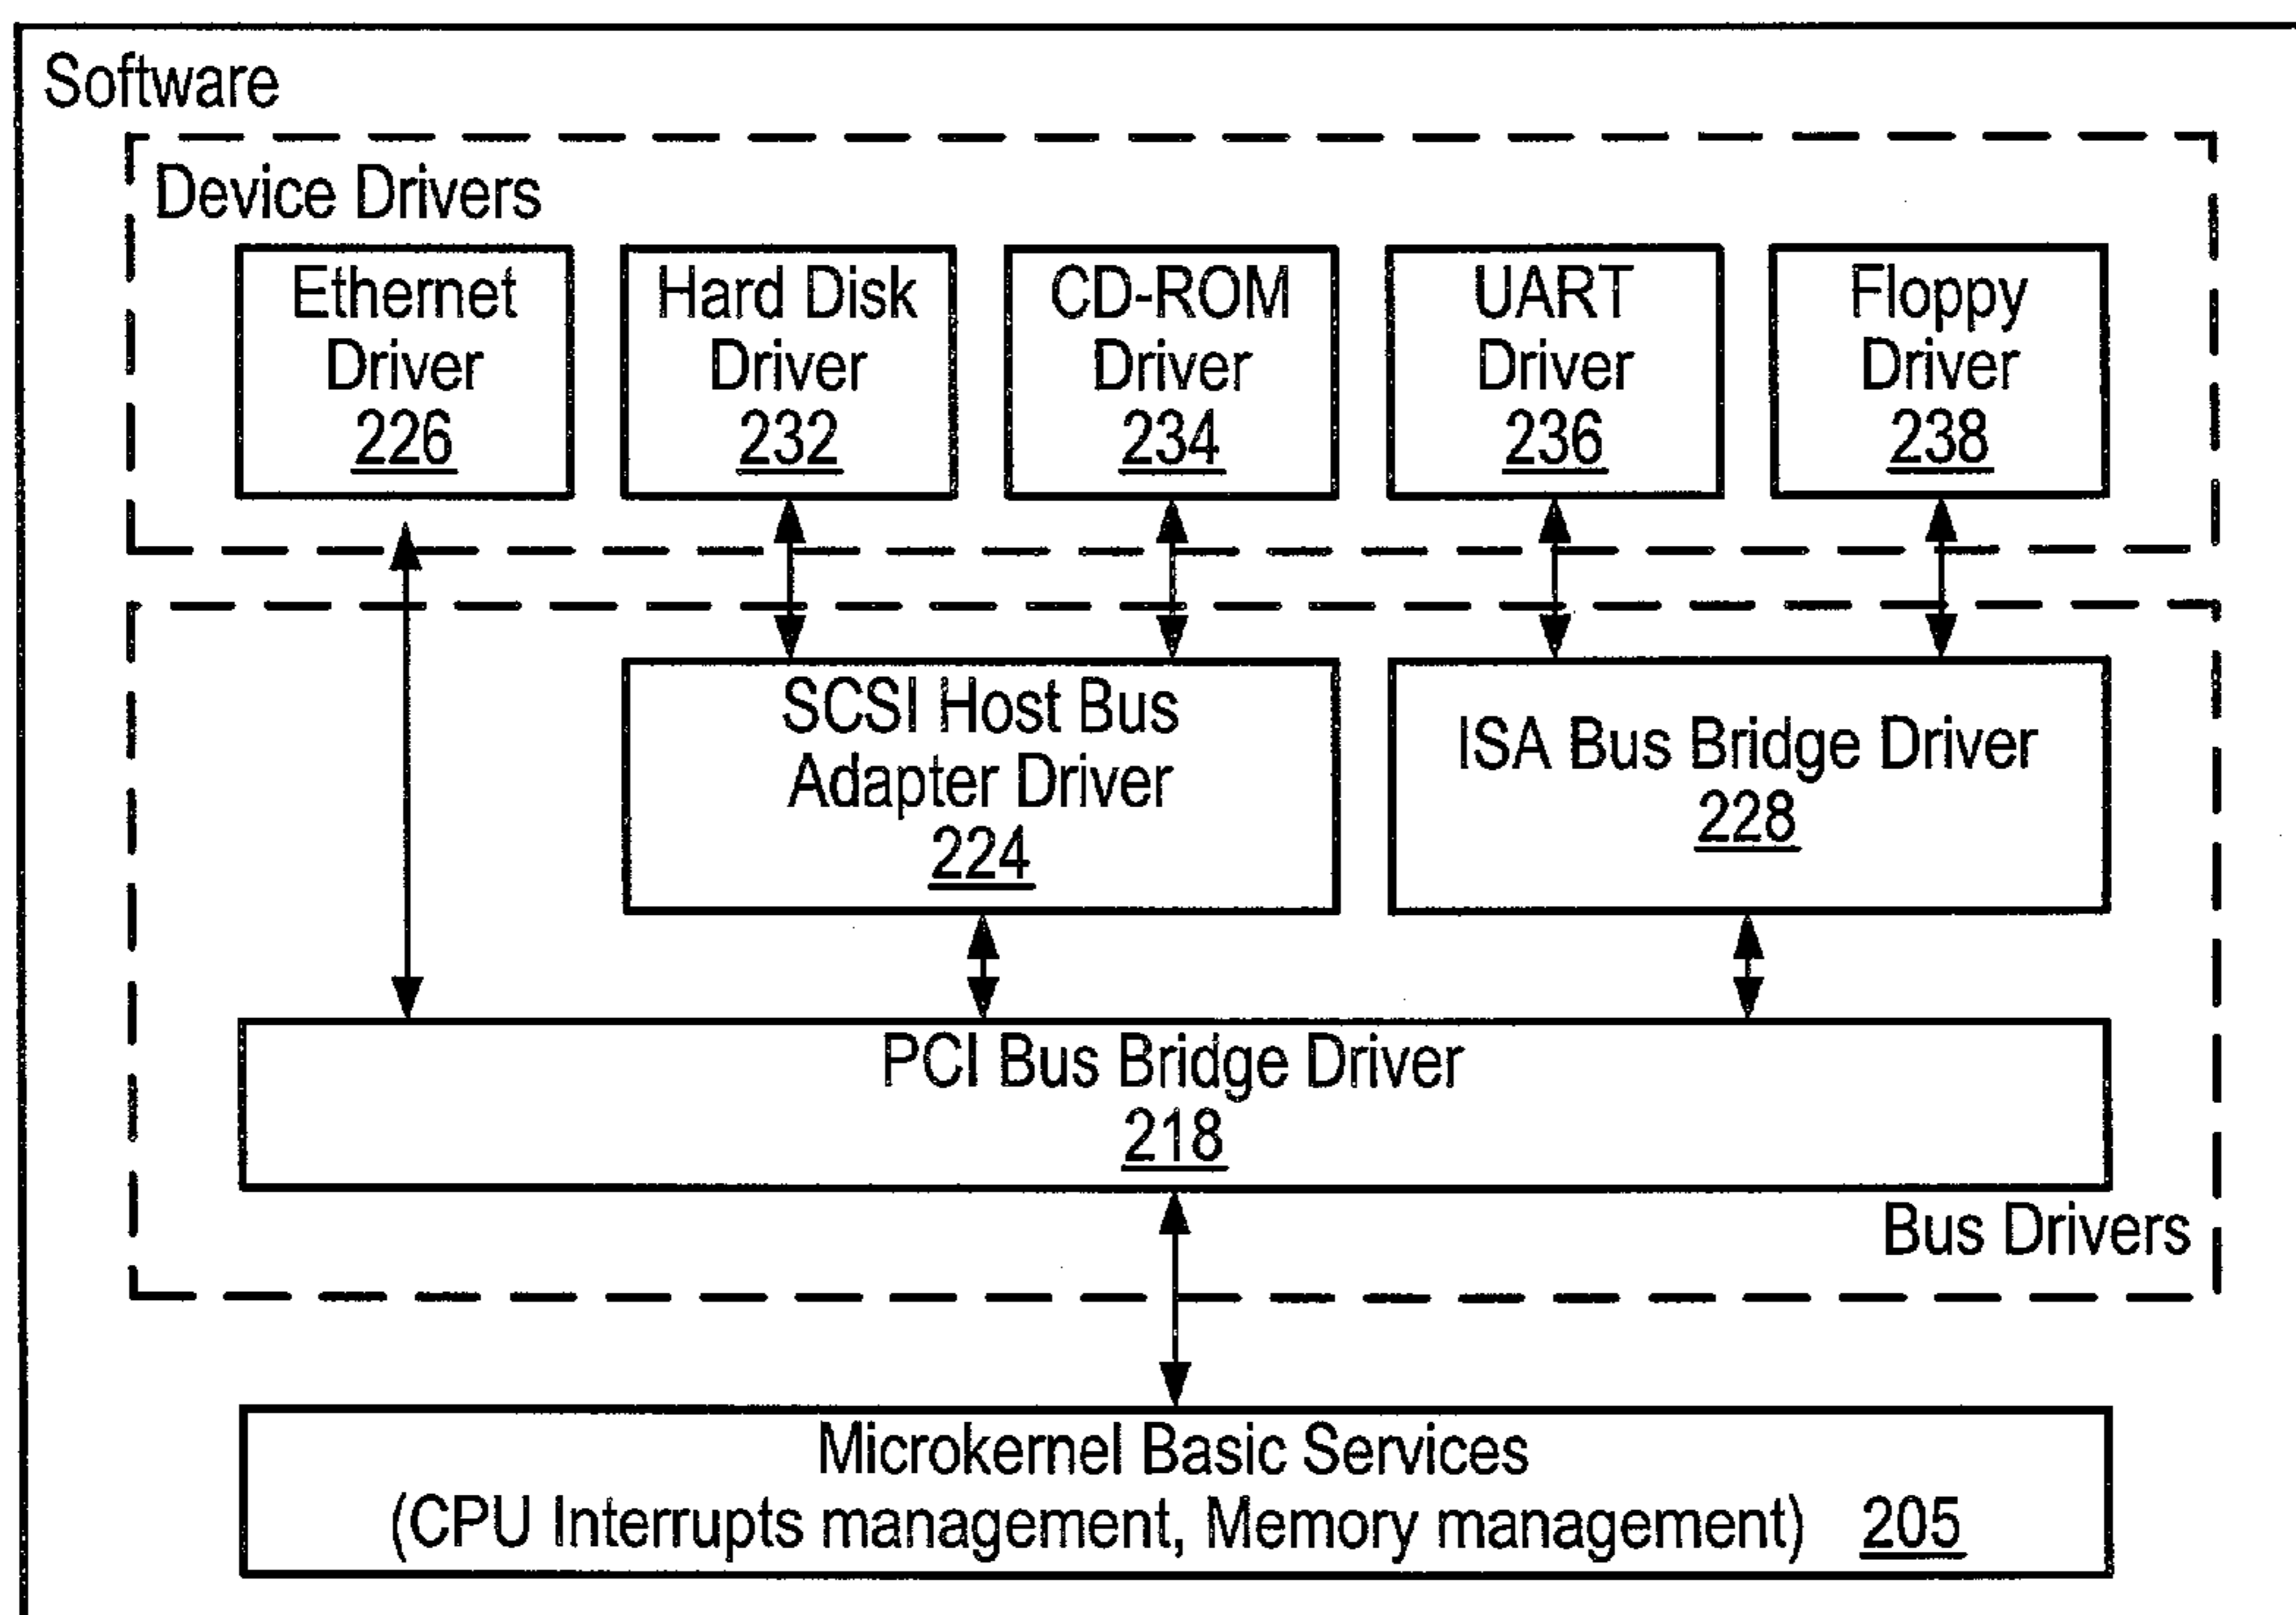 Software
Device Drivers
Ethernet
Driver
226
Hard Disk
Driver
232
CD-ROM
Driver
234
UART
Driver
236
Floppy
Driver
238
SCSI Host Bus
Adapter Driver
224
ISA Bus Bridge Driver
228
PCI Bus Bridge Driver
218
Bus Drivers
Microkernel Basic Services
(CPU Interrupts management, Memory management) 205